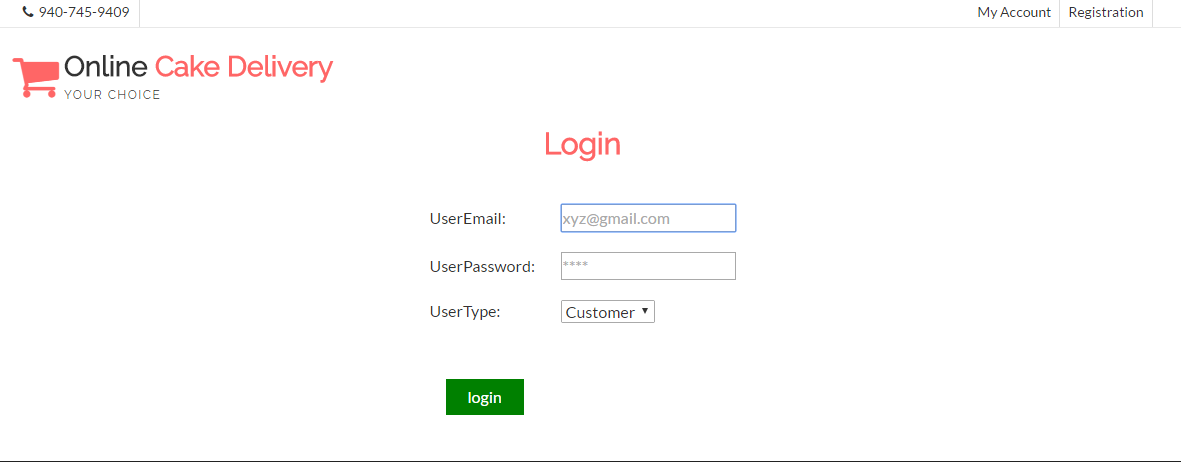 940-745-9409 My Account Registration
Online Cake Delivery
YOUR CHOICE
Login
UserEmail: xyz@gmail.com
UserPassword: ****
UserType: Customer
login